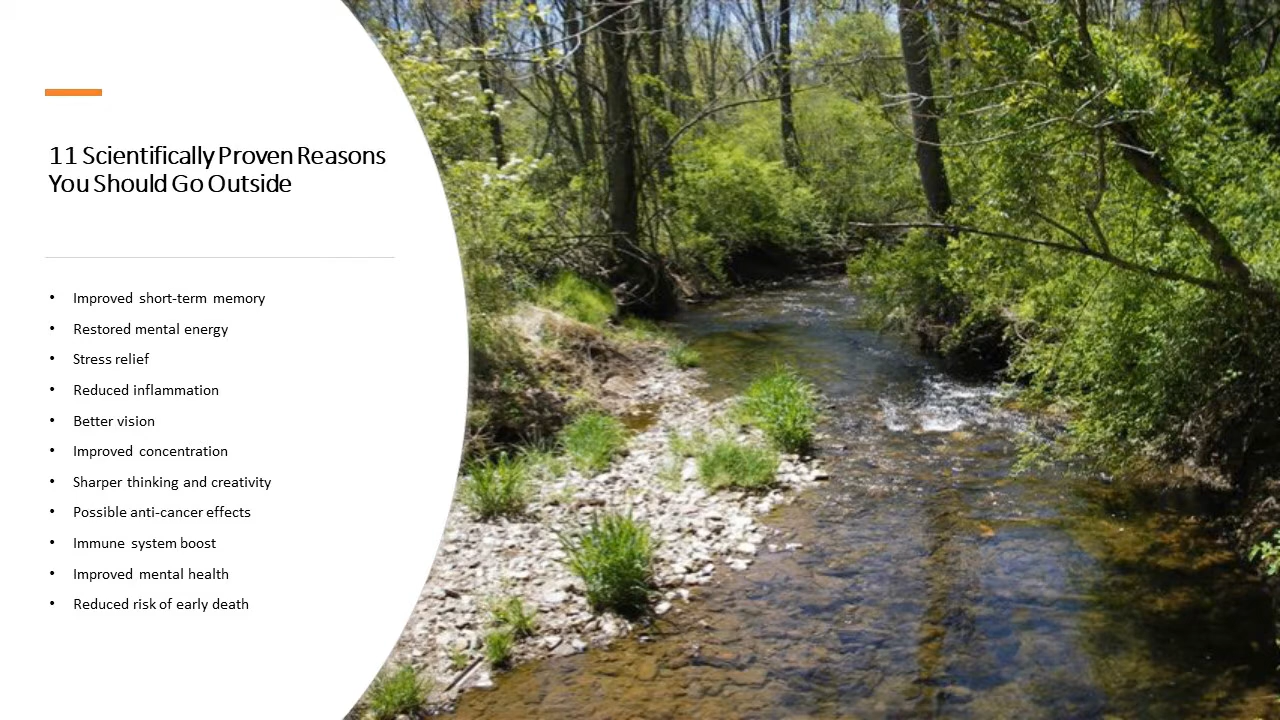 11 Scientifically Proven Reasons
You Should Go Outside
• Improved short-term memory
• Restored mental energy
• Stress relief
• Reduced inflammation
• Better vision
• Improved concentration
• Sharper thinking and creativity
• Possible anti-cancer effects
• Immune system boost
• Improved mental health
• Reduced risk of early death